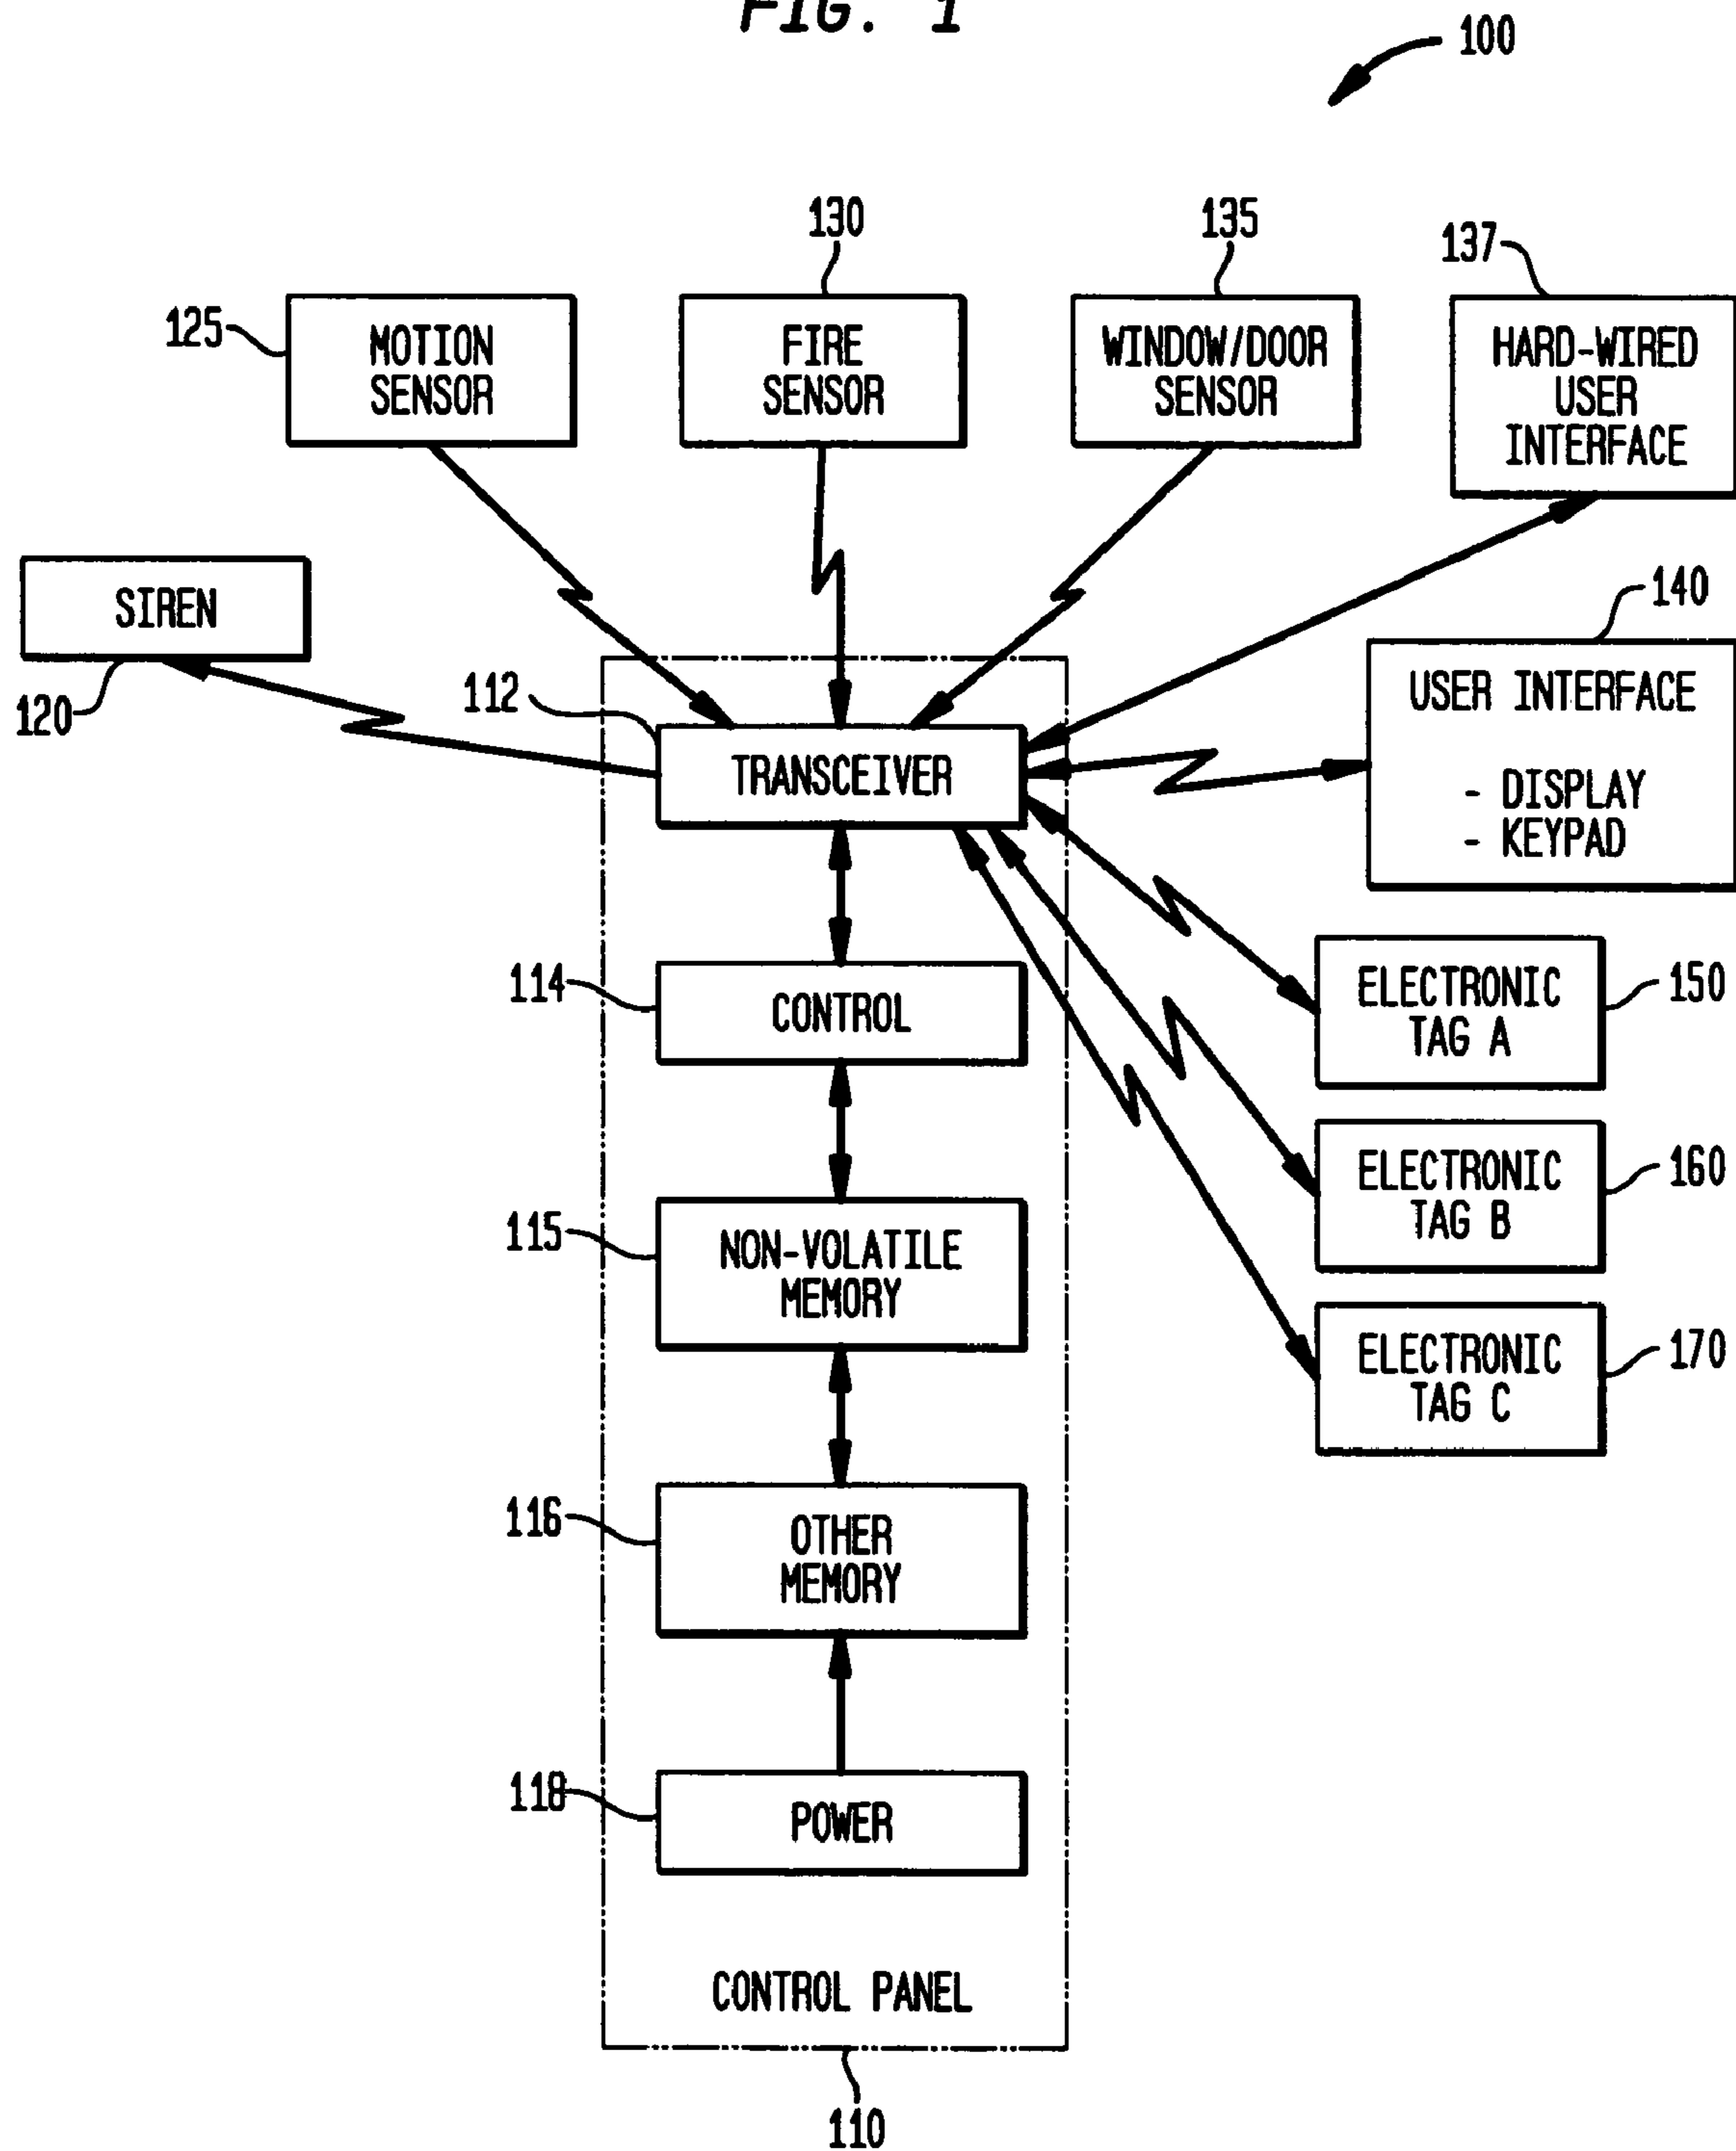 FIG. 1
100
130
135
137
125
MOTION
SENSOR
FIRE
SENSOR
WINDOW/DOOR
SENSOR
HARD-WIRED
USER
INTERFACE
SIREN
120
140
USER INTERFACE
- DISPLAY
- KEYPAD
112
TRANSCEIVER
114
CONTROL
ELECTRONIC
TAG A
150
ELECTRONIC
TAG B
160
115
NON-VOLATILE
MEMORY
ELECTRONIC
TAG C
170
116
OTHER
MEMORY
118
POWER
CONTROL PANEL
110